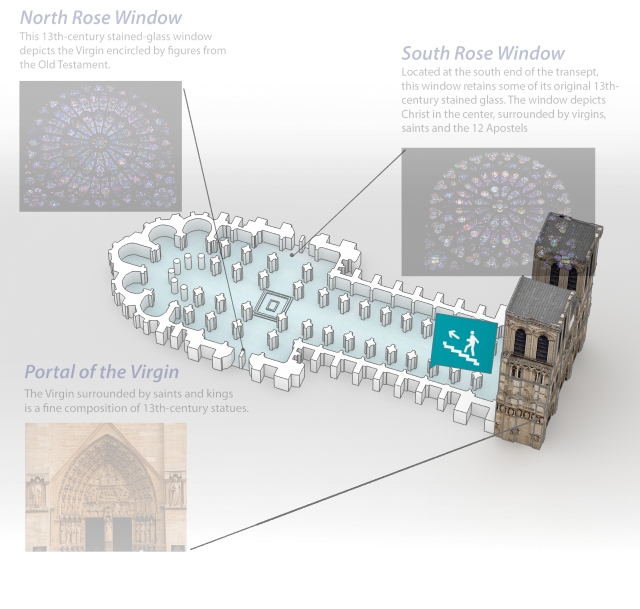 North Rose Window
This 13th-century stained-glass window
depicts the Virgin encircled by figures from
the Old Testament.
South Rose Window
Located at the south end of the transept,
this window retains some of its original 13th-
century stained glass. The window depicts
Christ in the center, surrounded by virgins,
saints and the 12 Apostels
Portal of the Virgin
The Virgin surrounded by saints and kings
is a fine composition of 13th-century statues.